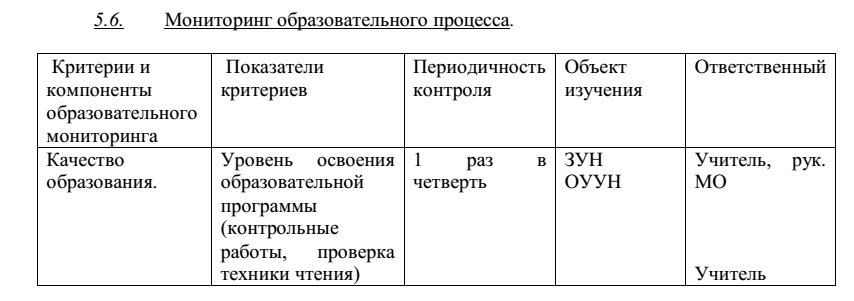 5.6. Мониторинг образовательного процесса.
Критерии и
компоненты
образовательного
мониторинга
Показатели
критериев
Периодичность
контроля
Объект
изучения
Ответственный
Качество
образования.
Уровень освоения
образовательной
программы
(контрольные
работы, проверка
техники чтения)
1 раз в
четверть
ЗУН
ОУУН
Учитель, рук.
МО
Учитель